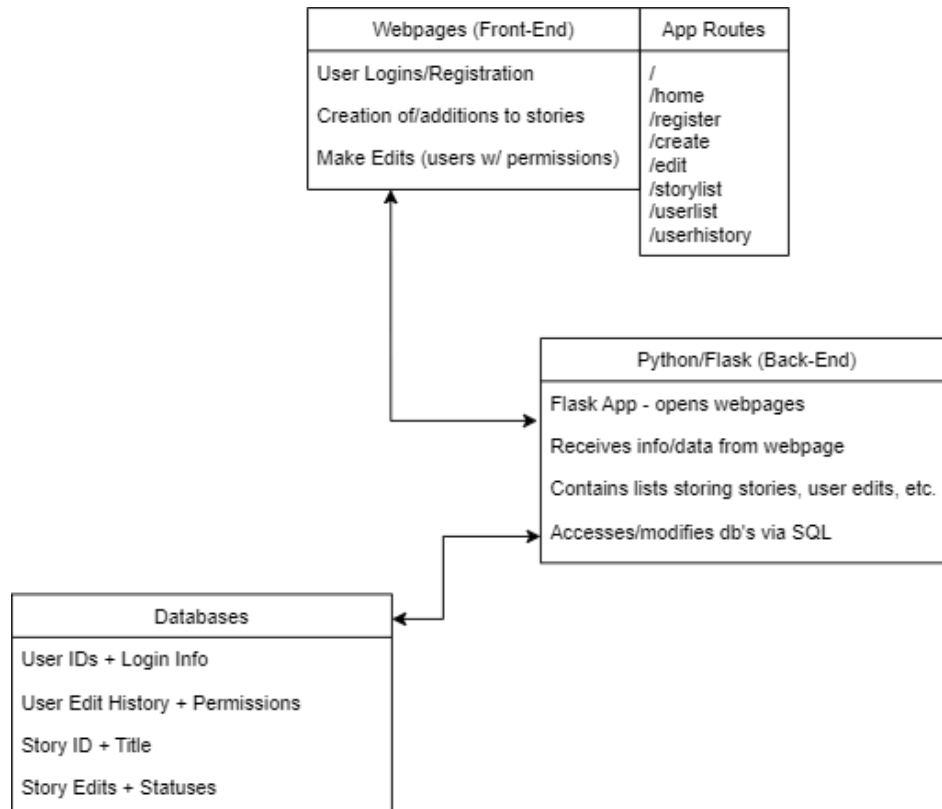 Webpages (Front-End)
User Logins/Registration
Creation of/additions to stories
Make Edits (users w/ permissions)
App Routes
/
/home
/register
/create
/edit
/storylist
/userlist
/userhistory
Python/Flask (Back-End)
Flask App - opens webpages
Receives info/data from webpage
Contains lists storing stories, user edits, etc.
Accesses/modifies db's via SQL
Databases
User IDs + Login Info
User Edit History + Permissions
Story ID + Title
Story Edits + Statuses